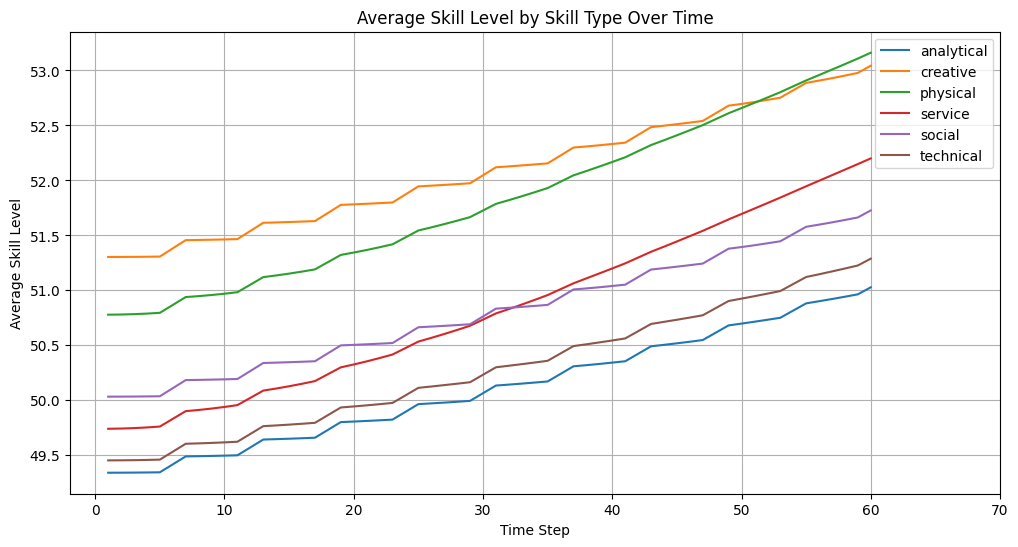 Average Skill Level by Skill Type Over Time
Average Skill Level
53.0
52.5
52.0
51.5
51.0
50.5
50.0
49.5
analytical
creative
physical
service
social
technical
0 10 20 30 40 50 60 70
Time Step